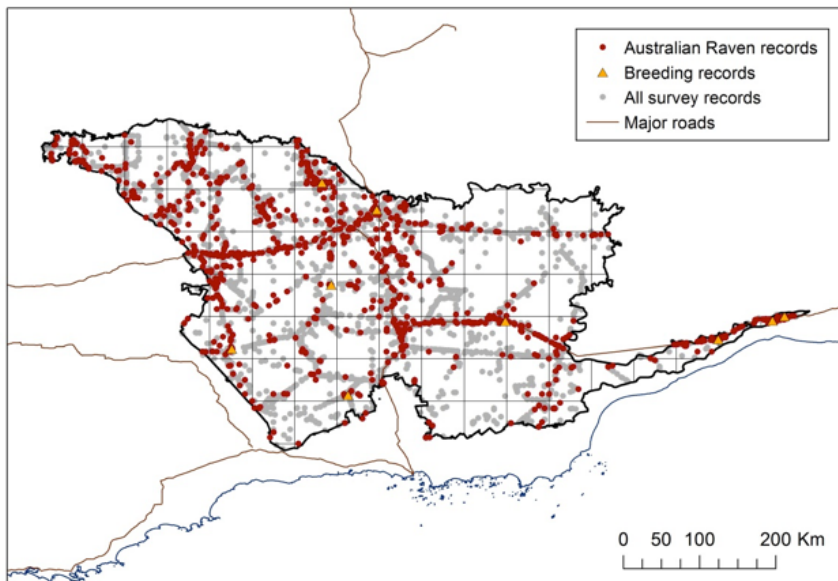 Australian Raven records
Breeding records
All survey records
Major roads
0 50 100 200 Km